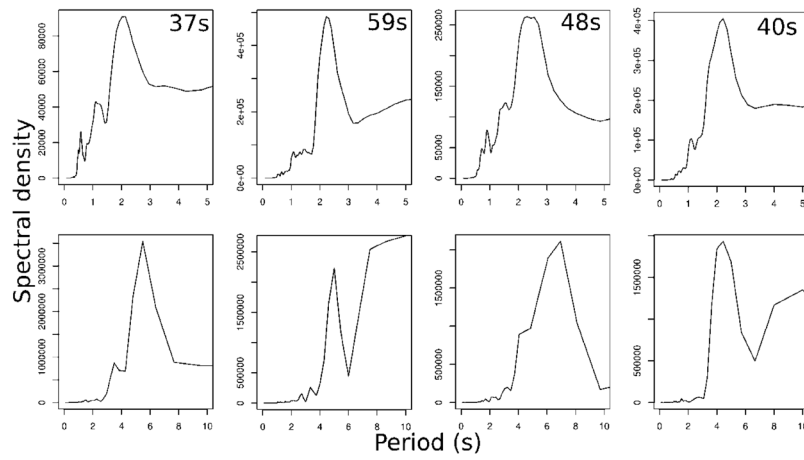 Spectral density
37s
80000
60000
40000
20000
0
0 1 2 3 4 5
59s
4e+05
2e+05
0e+00
0 1 2 3 4 5
48s
250000
150000
50000
0
0 1 2 3 4 5
40s
4e+05
3e+05
2e+05
1e+05
0e+00
0 1 2 3 4 5
3000000
2000000
1000000
0
0 2 4 6 8 10
2500000
1500000
500000
0
0 2 4 6 8 10
1500000
500000
0
0 2 4 6 8 10
1500000
500000
0
0 2 4 6 8 10
Period (s)